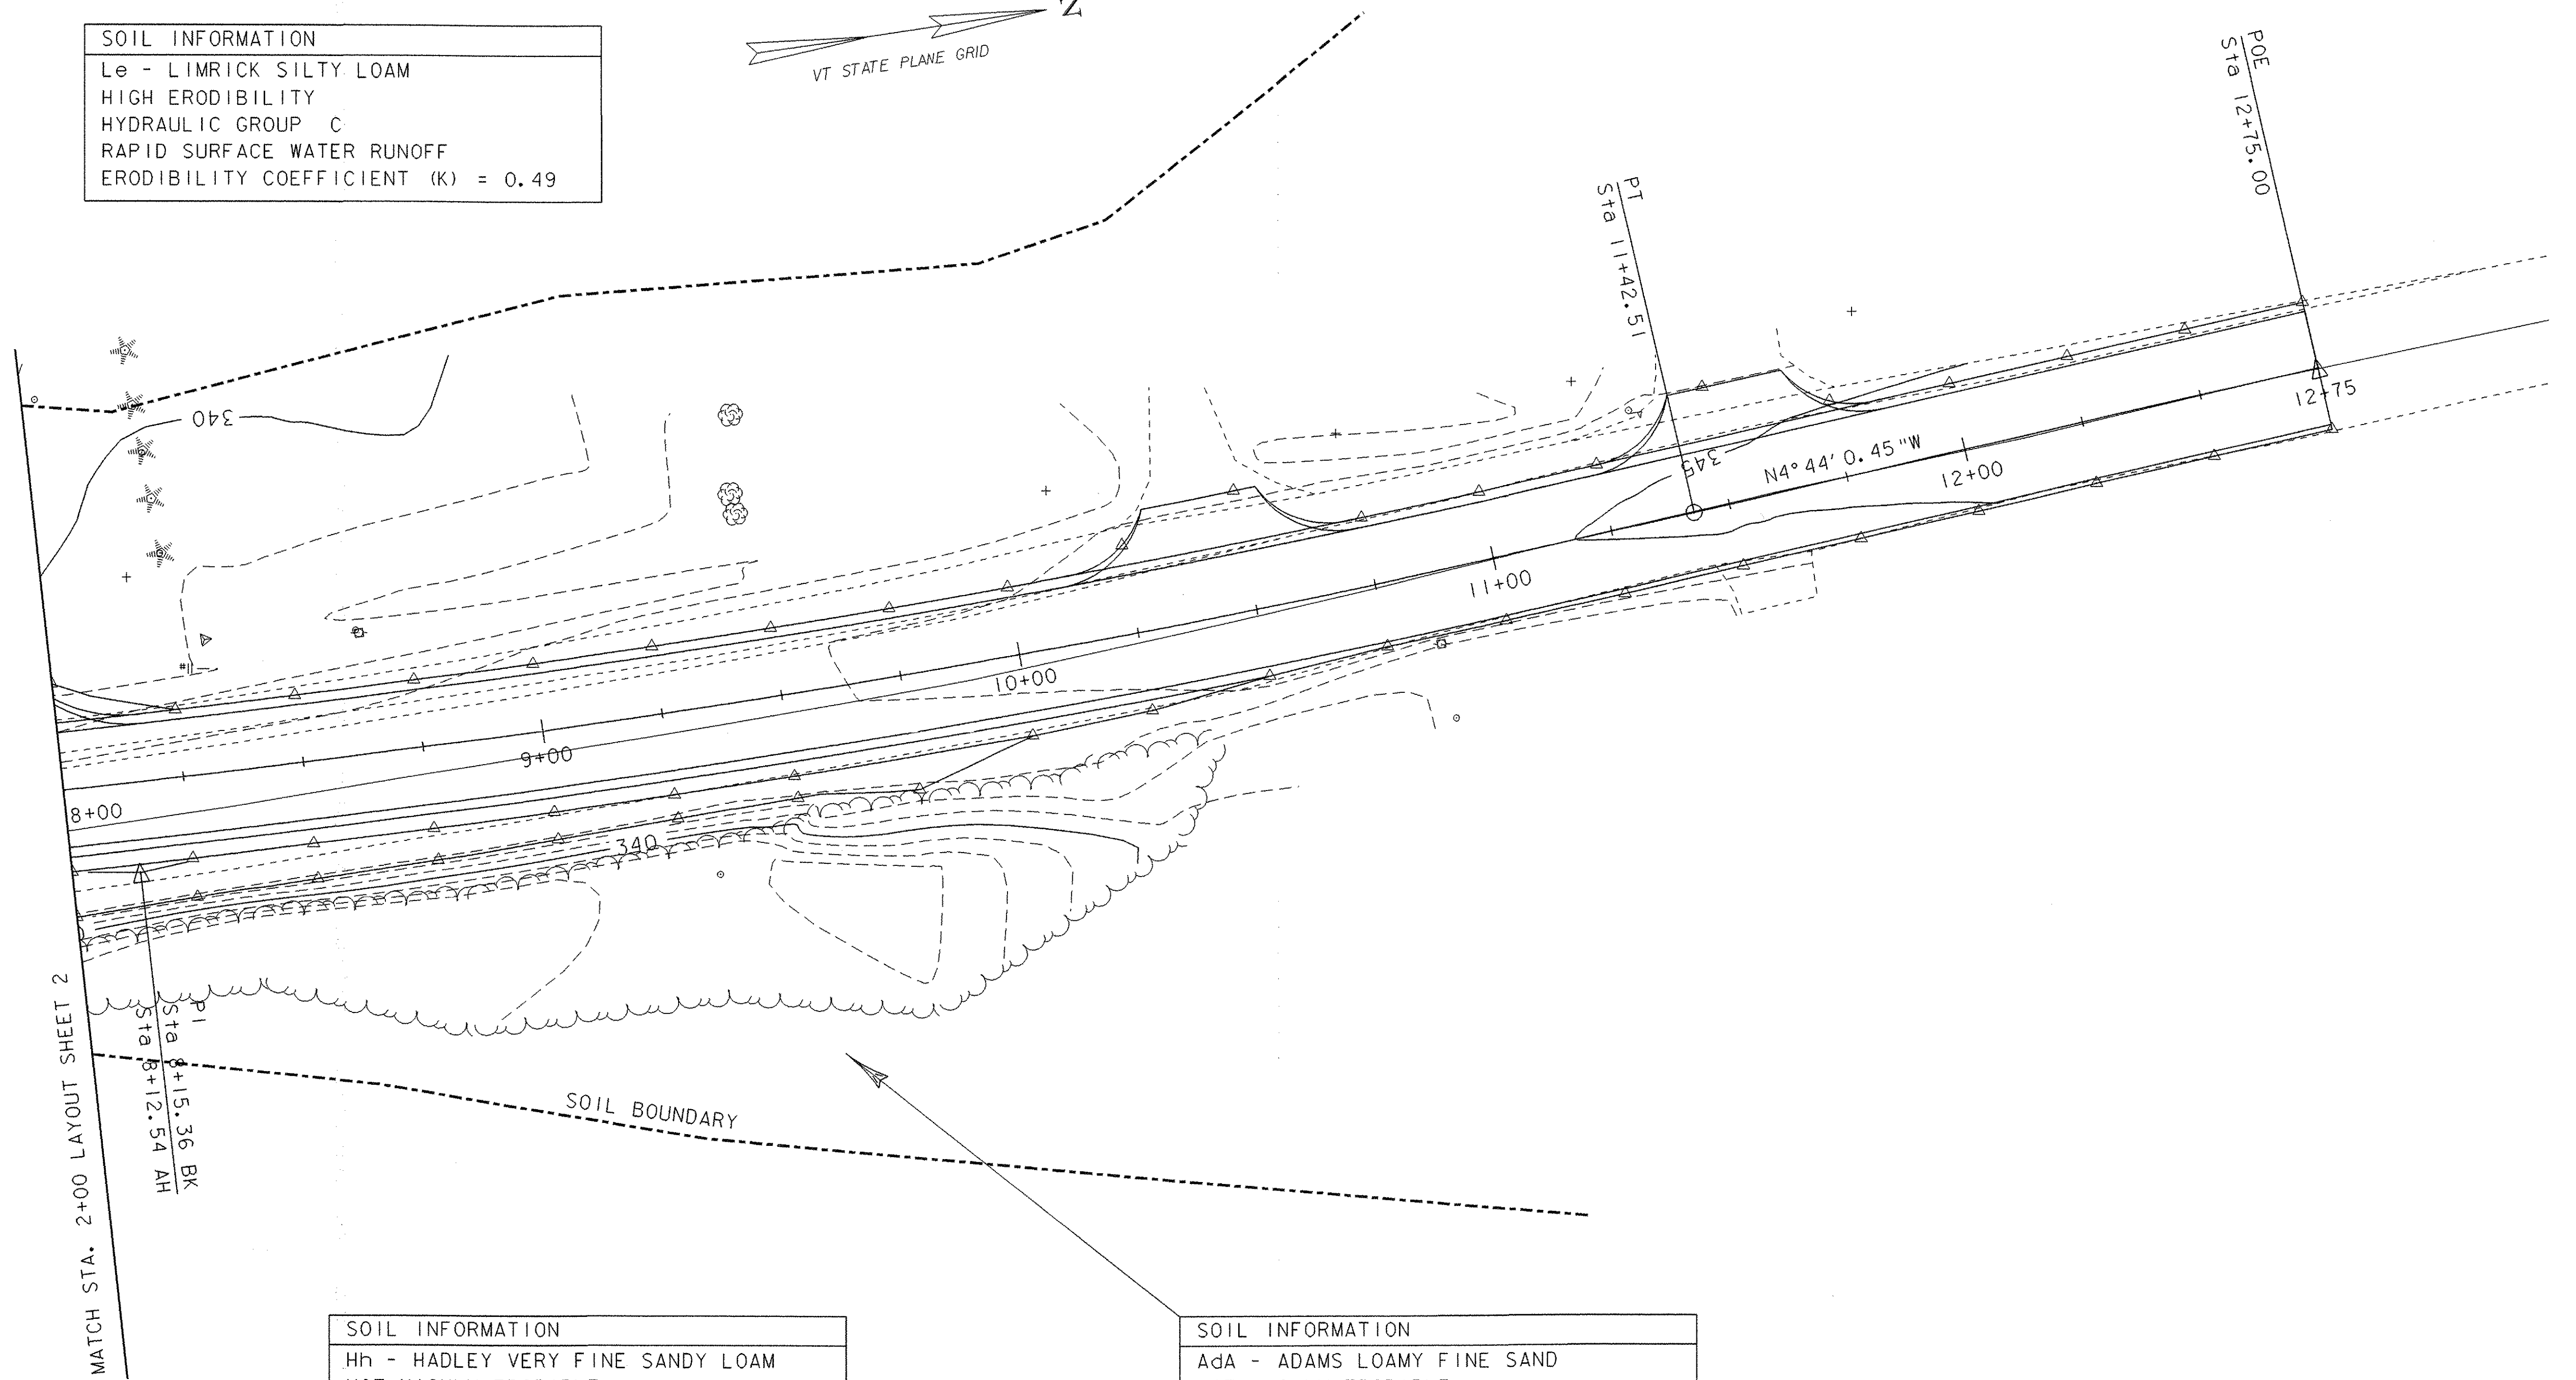 SOIL INFORMATION
Le - LIMRICK SILTY LOAM
HIGH ERODIBILITY
HYDRAULIC GROUP C
RAPID SURFACE WATER RUNOFF
ERODIBILITY COEFFICIENT (K) = 0.49
VT STATE PLANE GRID
POE
Sta 12+75.00
PT
Sta 11+42.51
340
345
N4°44'0.45"W
12+75
12+00
11+00
10+00
9+00
8+00
340
PI
Sta 8+15.36 BK
Sta 8+12.54 AH
MATCH STA. 2+00 LAYOUT SHEET 2
SOIL BOUNDARY
SOIL INFORMATION
Hh - HADLEY VERY FINE SANDY LOAM
SOIL INFORMATION
AdA - ADAMS LOAMY FINE SAND